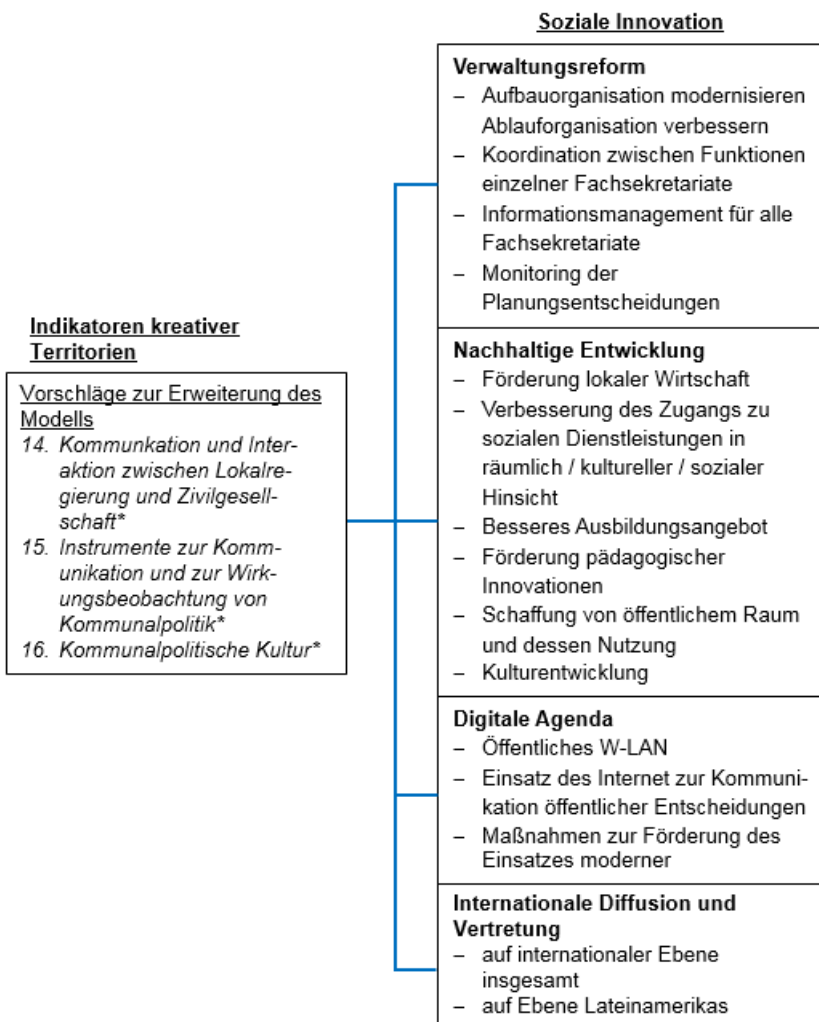 Soziale Innovation
Verwaltungsreform
– Aufbauorganisation modernisieren
Ablauforganisation verbessern
– Koordination zwischen Funktionen
einzelner Fachsekretariate
– Informationsmanagement für alle
Fachsekretariate
– Monitoring der
Planungsentscheidungen
Indikatoren kreativer
Territorien
Vorschläge zur Erweiterung des
Modells
14. Kommunkation und Inter-
aktion zwischen Lokalre-
gierung und Zivilgesell-
schaft*
15. Instrumente zur Komm-
unikation und zur Wirk-
ungsbeobachtung von
Kommunalpolitik*
16. Kommunalpolitische Kultur*
Nachhaltige Entwicklung
– Förderung lokaler Wirtschaft
– Verbesserung des Zugangs zu
sozialen Dienstleistungen in
räumlich / kultureller / sozialer
Hinsicht
– Besseres Ausbildungsangebot
– Förderung pädagogischer
Innovationen
– Schaffung von öffentlichem Raum
und dessen Nutzung
– Kulturentwicklung
Digitale Agenda
– Öffentliches W-LAN
– Einsatz des Internet zur Kommuni-
kation öffentlicher Entscheidungen
– Maßnahmen zur Förderung des
Einsatzes moderner
Internationale Diffusion und
Vertretung
– auf internationaler Ebene
insgesamt
– auf Ebene Lateinamerikas